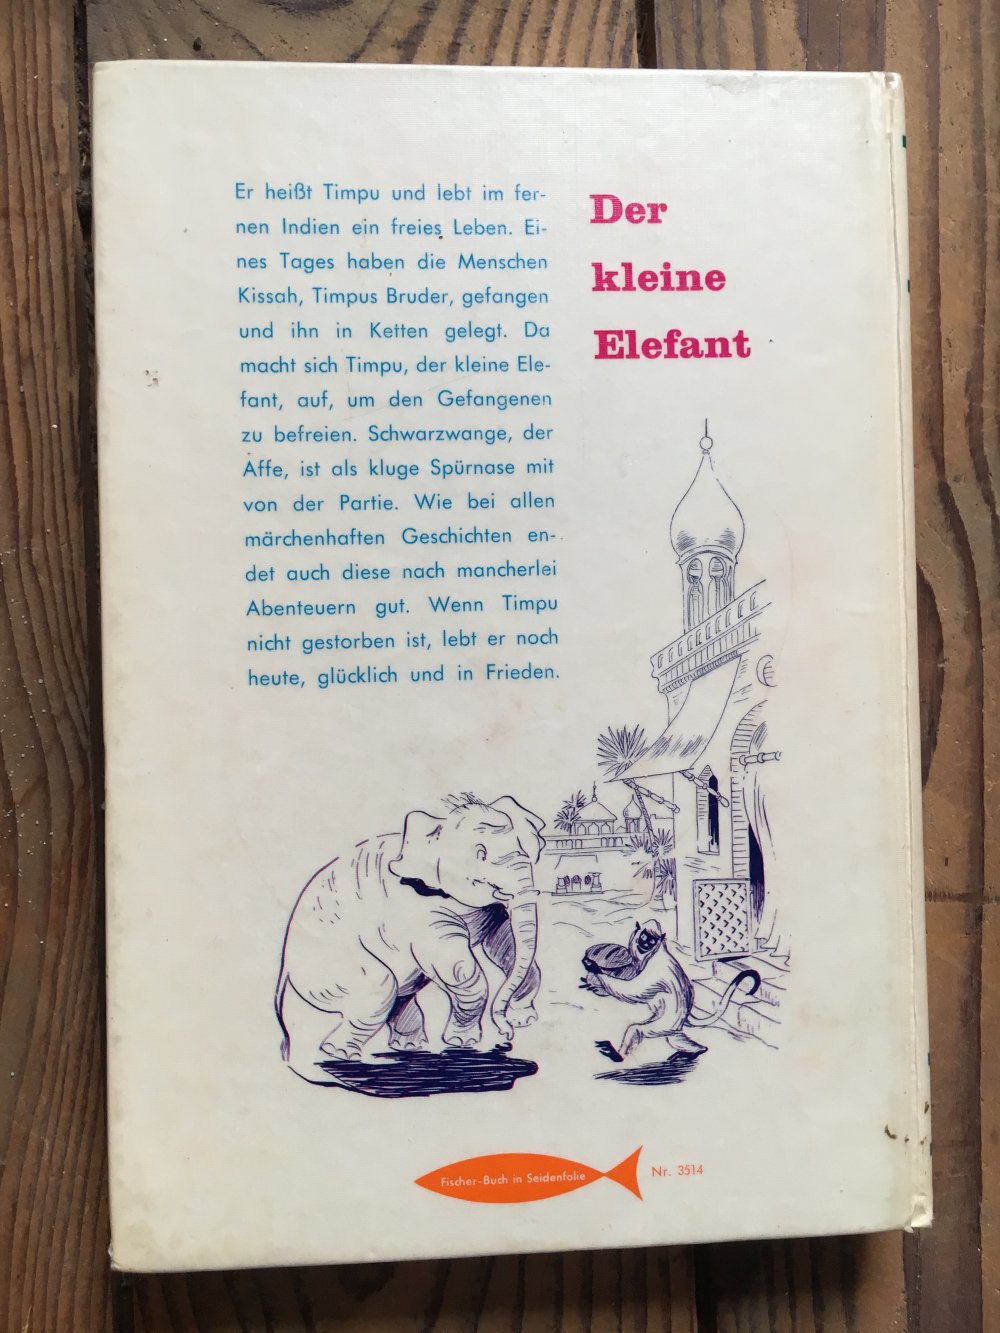 Er heißt Timpu und lebt im fer-
nen Indien ein freies Leben. Ei-
nes Tages haben die Menschen
Kissah, Timpus Bruder, gefangen
und ihn in Ketten gelegt. Da
macht sich Timpu, der kleine Ele-
fant, auf, um den Gefangenen
zu befreien. Schwarzwange, der
Affe, ist als kluge Spürnase mit
von der Partie. Wie bei allen
märchenhaften Geschichten en-
det auch diese nach mancherlei
Abenteuern gut. Wenn Timpu
nicht gestorben ist, lebt er noch
heute, glücklich und in Frieden.
Der
kleine
Elefant
Fischer-Buch in Seidenfolie
Nr. 3514